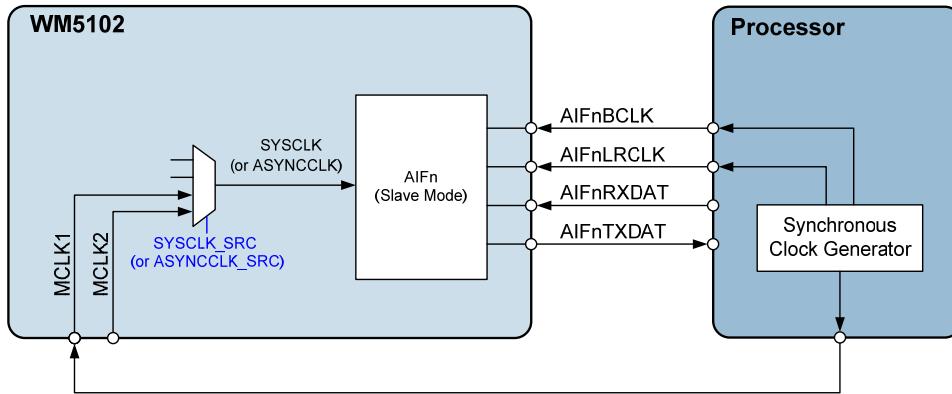 WM5102
Processor
AIFnBCLK
SYSCLK
(or ASYNCCLK)
AIFnLRCLK
AIFn
(Slave Mode)
AIFnRXDAT
AIFnTXDAT
Synchronous
Clock Generator
SYSCLK_SRC
(or ASYNCCLK_SRC)
MCLK1
MCLK2